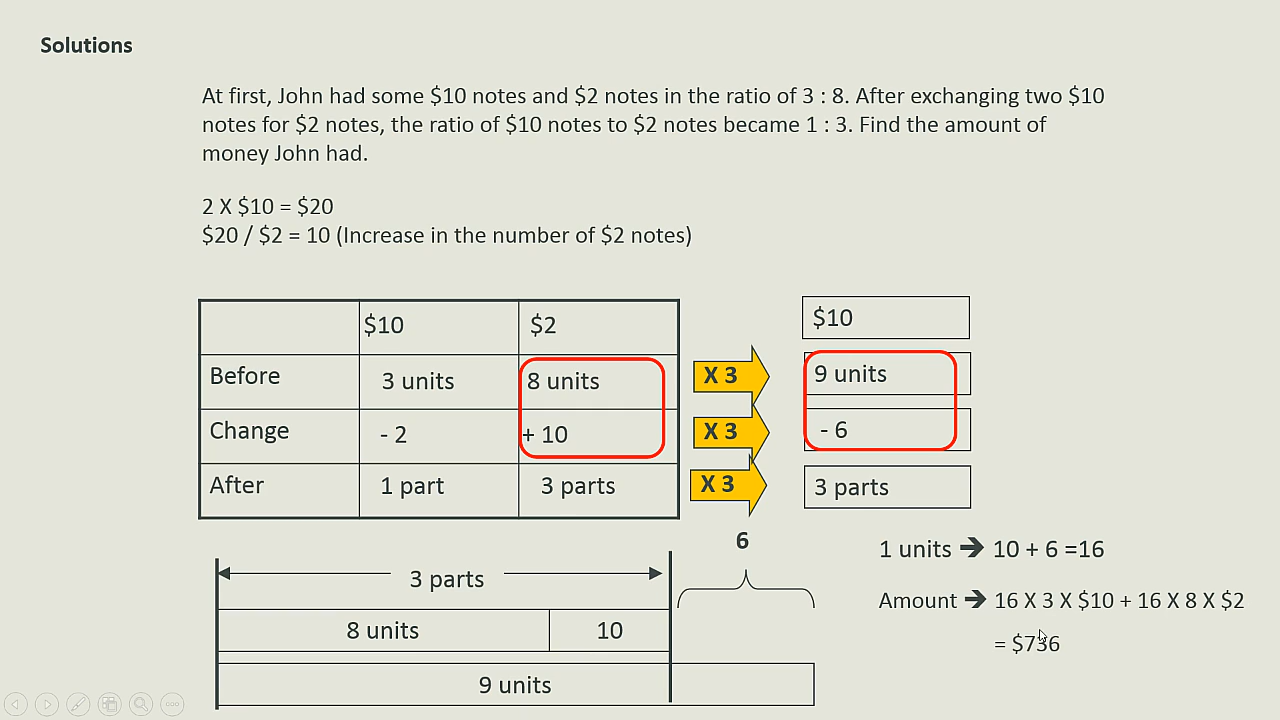 Solutions
At first, John had some $10 notes and $2 notes in the ratio of 3 : 8. After exchanging two $10
notes for $2 notes, the ratio of $10 notes to $2 notes became 1 : 3. Find the amount of
money John had.
2 X $10 = $20
$20 / $2 = 10 (Increase in the number of $2 notes)
$10 $2
Before 3 units 8 units
Change - 2 + 10
After 1 part 3 parts
X 3
X 3
X 3
$10
9 units
- 6
3 parts
6
3 parts
8 units 10
9 units
1 units ➔ 10 + 6 =16
Amount ➔ 16 X 3 X $10 + 16 X 8 X $2
= $736